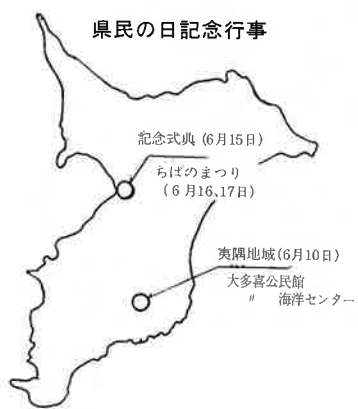 県民の日記念行事
記念式典(6月15日)
ちばのまつり
(6月16、17日)
夷隅地域(6月10日)
大多喜公民館
〃 海洋センター